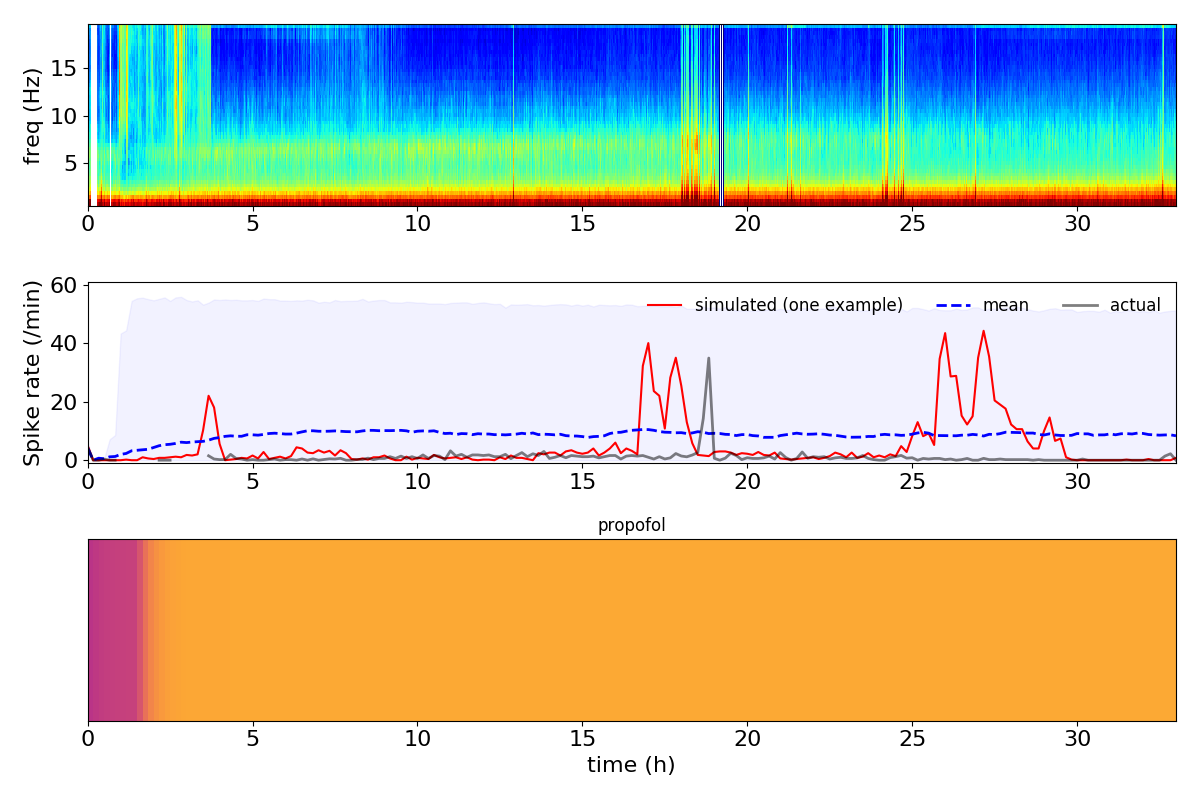 freq (Hz)
15
10
5
0 5 10 15 20 25 30
Spike rate (/min)
60
40
20
0
simulated (one example) mean actual
0 5 10 15 20 25 30
propofol
0 5 10 15 20 25 30
time (h)